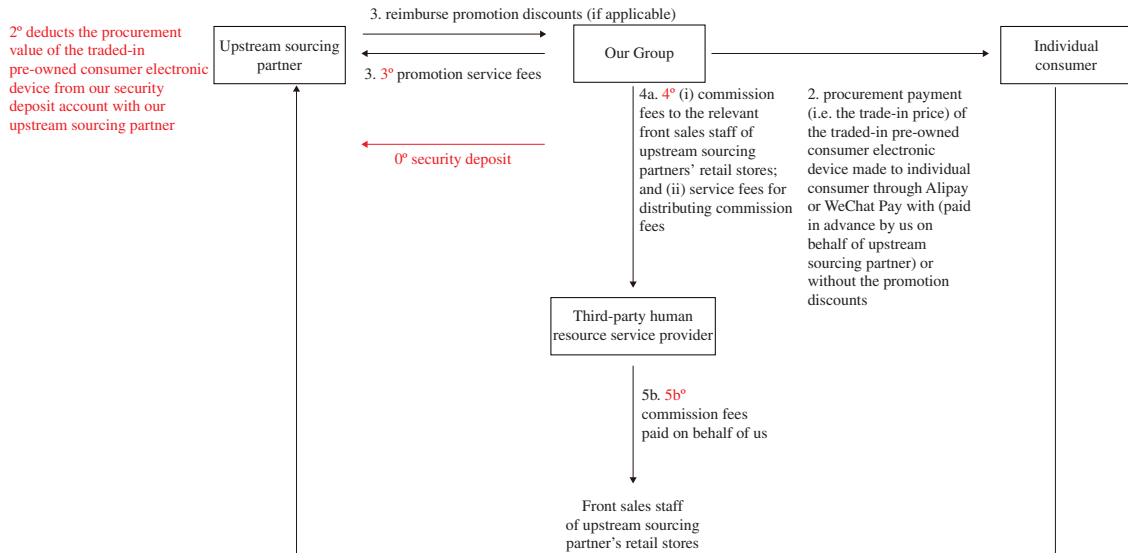 3. reimburse promotion discounts (if applicable)
2º deducts the procurement
value of the traded-in
pre-owned consumer electronic
device from our security
deposit account with our
upstream sourcing partner
Upstream sourcing
partner
Our Group
Individual
consumer
3. 3º promotion service fees
0º security deposit
4a. 4º (i) commission
fees to the relevant
front sales staff of
upstream sourcing
partners’ retail stores;
and (ii) service fees for
distributing commission
fees
2. procurement payment
(i.e. the trade-in price) of
the traded-in pre-owned
consumer electronic
device made to individual
consumer through Alipay
or WeChat Pay with (paid
in advance by us on
behalf of upstream
sourcing partner) or
without the promotion
discounts
Third-party human
resource service provider
5b. 5bº
commission fees
paid on behalf of us
Front sales staff
of upstream sourcing
partner’s retail stores